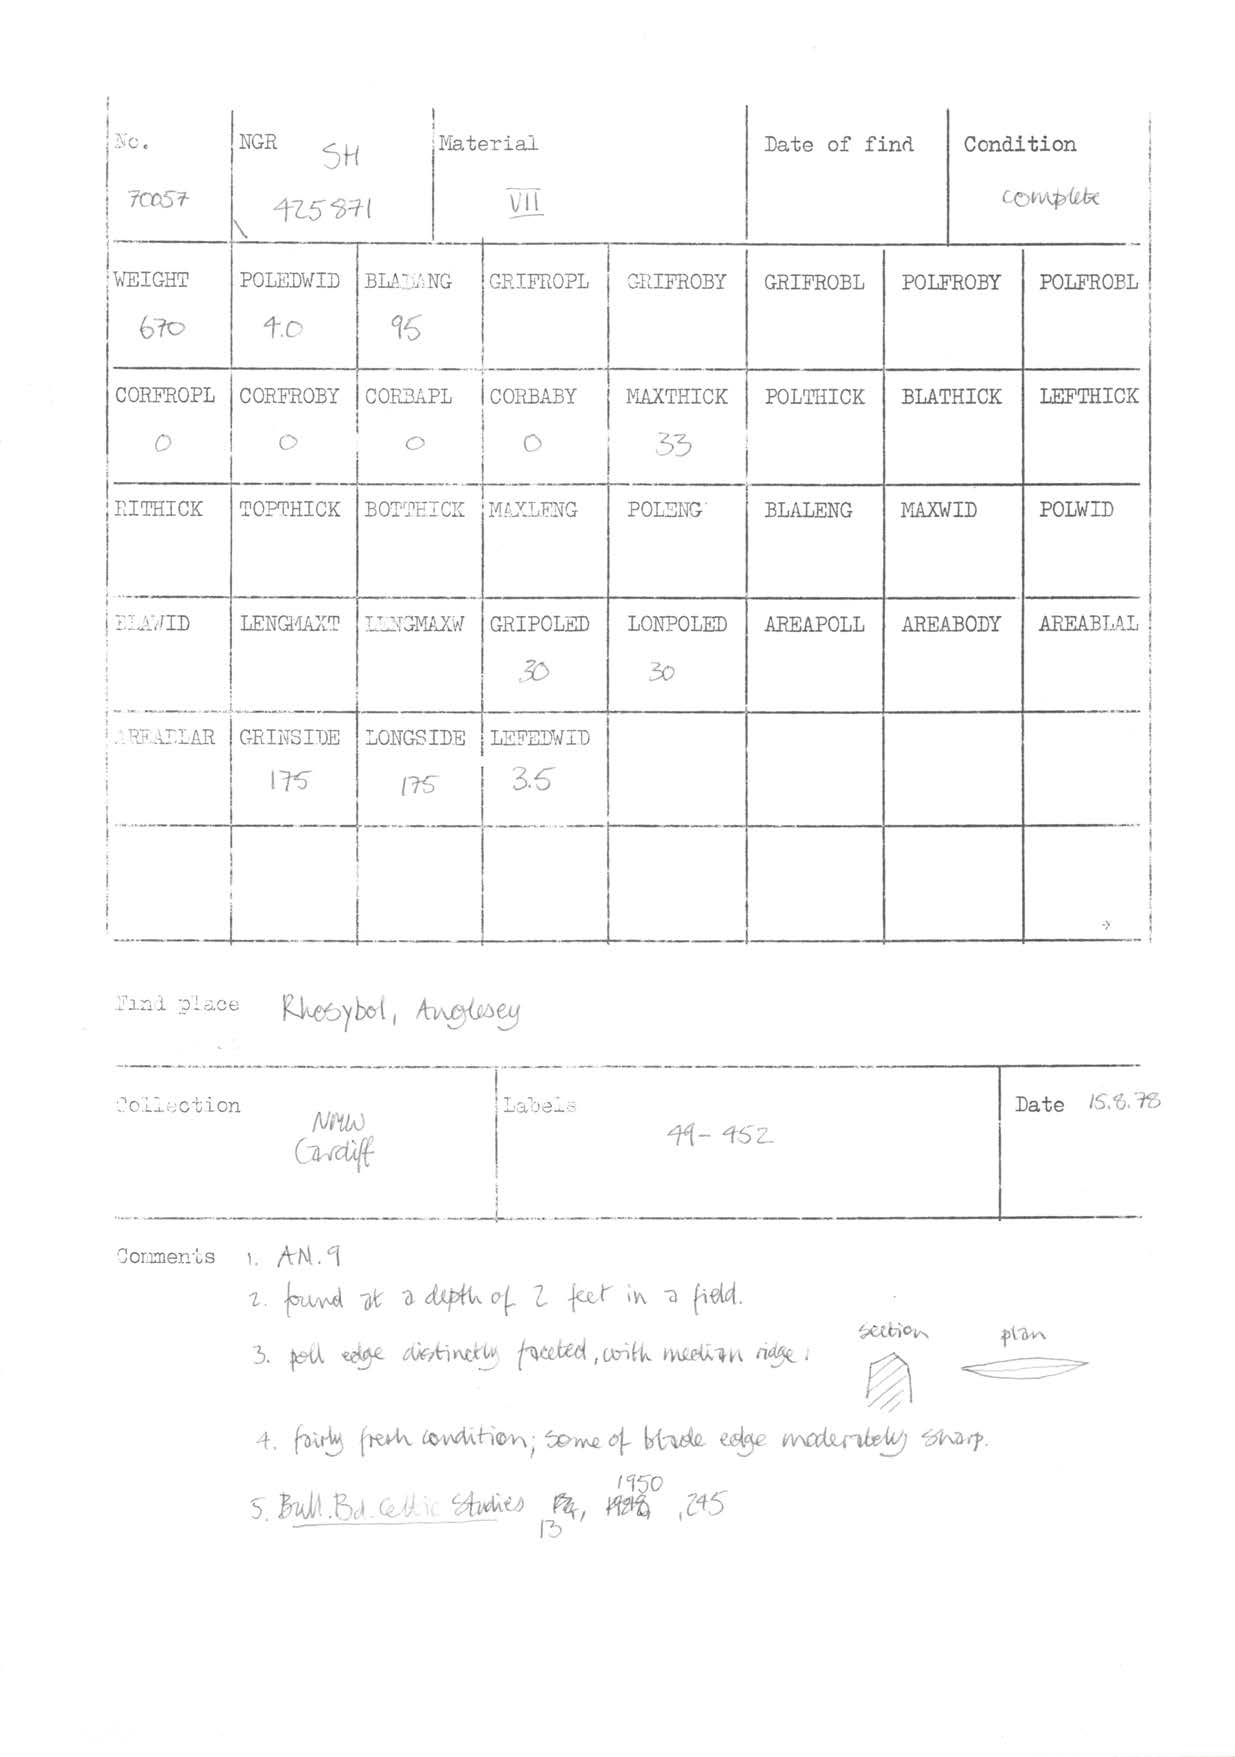 No. NGR SH Material Date of find Condition
70057 425871 VII complete
WEIGHT POLEDWID BLADANG GRIFROPL GRIFROBY GRIFROBL POLFROBY POLFROBL
670 4.0 95
CORFROPL CORFROBY CORBAPL CORBABY MAXTHICK POLTHICK BLATHICK LEFTHICK
0 0 0 0 33
RITHICK TOPTHICK BOTTHICK MAXLENG POLENG BLALENG MAXWID POLWID
BLAWID LENGMAXT LENGMAXW GRIPOLED LONPOLED AREAPOLL AREABODY AREABLAL
30 30
AREABLAR GRINSIDE LONGSIDE LEFEDWID
175 175 3.5
Find place Rhosybol, Anglesey
Collection Labels Date 15.8.78
NMW
Cardiff
49-452
Comments 1. AN.9
2. found at a depth of 2 feet in a field.
section plan
3. poll edge distinctly faceted, with median ridge.
4. fairly fresh condition; some of blade edge moderately sharp.
1950
5. Bull. Bd. Celtic Studies , ,245
13